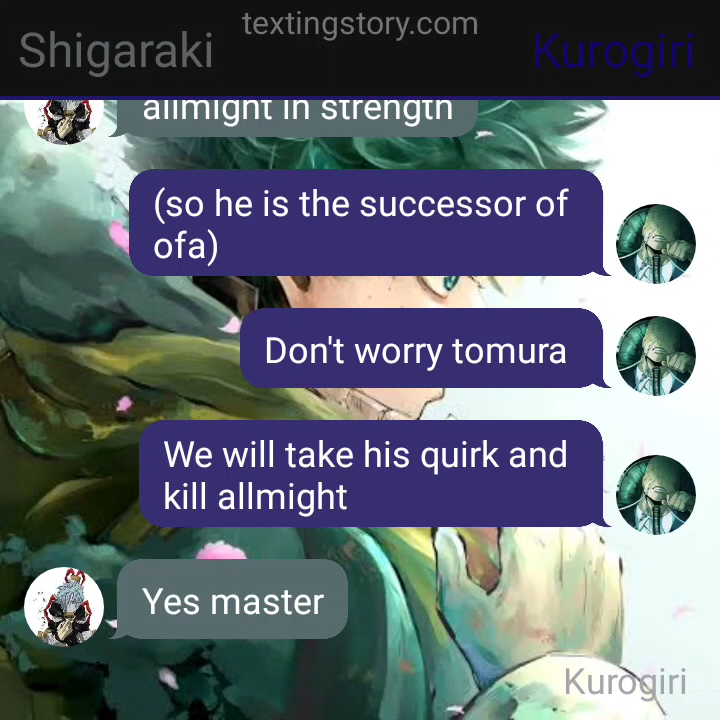 textingstory.com
Shigaraki
Kurogiri
allmight in strength
(so he is the successor of
ofa)
Don't worry tomura
We will take his quirk and
kill allmight
Yes master
Kurogiri